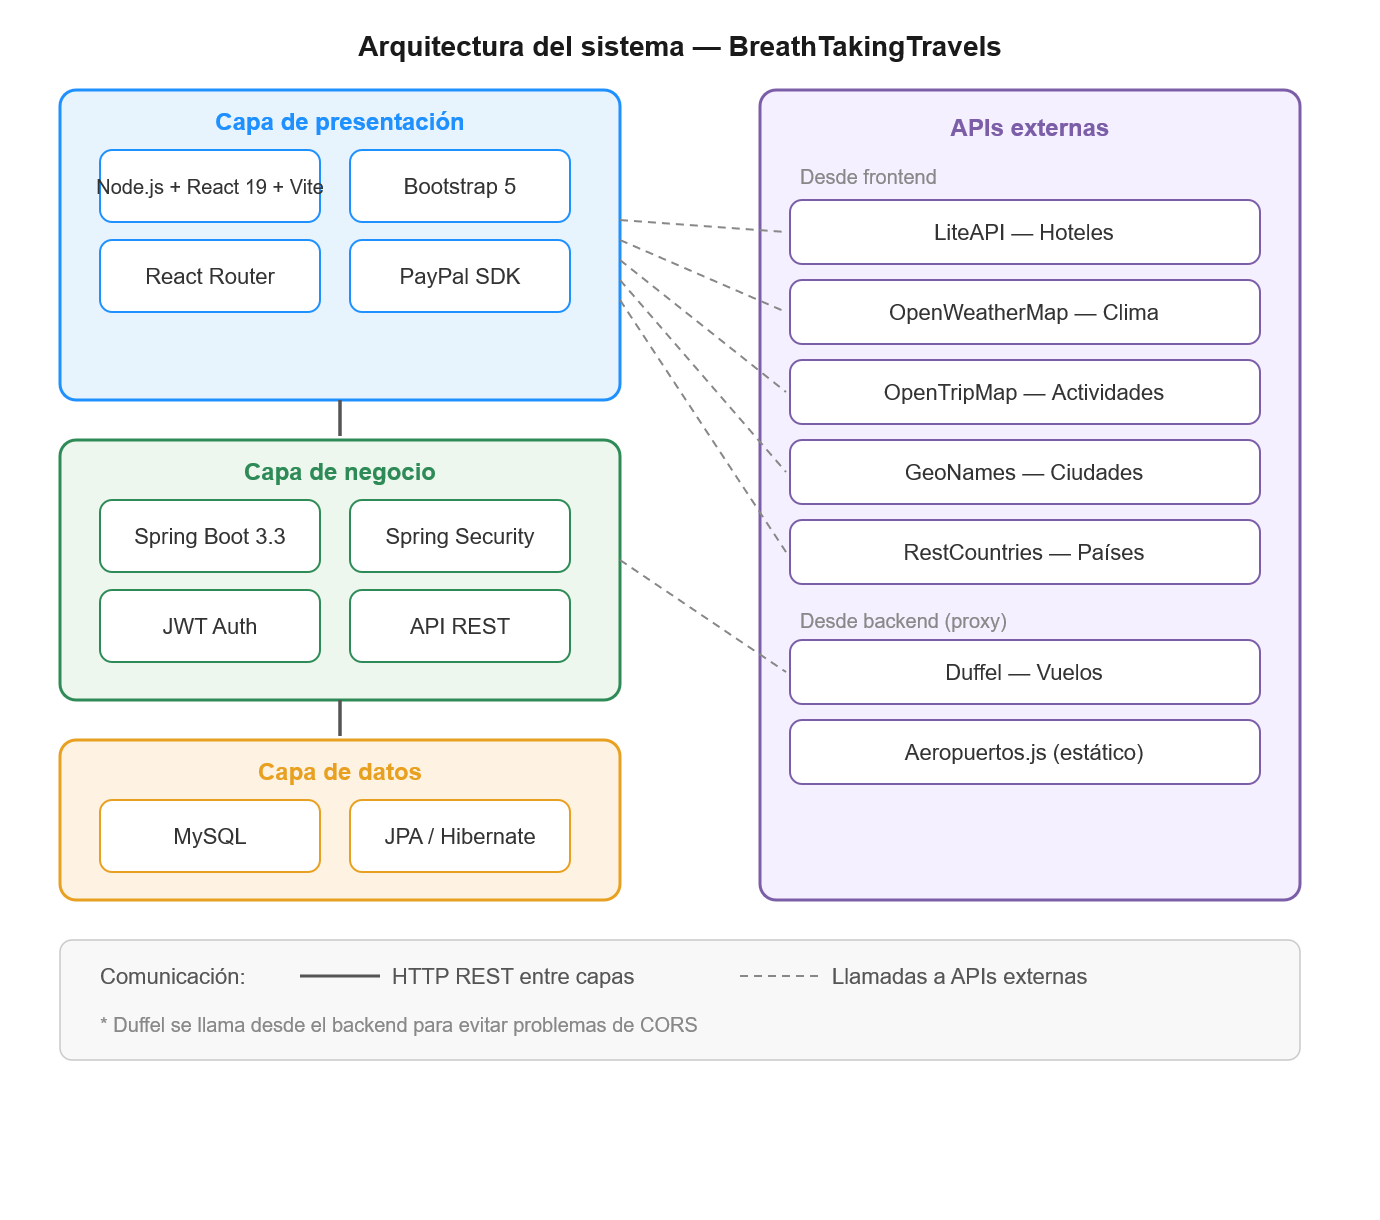 Arquitectura del sistema — BreathTakingTravels
Capa de presentación
Node.js + React 19 + Vite
Bootstrap 5
React Router
PayPal SDK
Capa de negocio
Spring Boot 3.3
Spring Security
JWT Auth
API REST
Capa de datos
MySQL
JPA / Hibernate
APIs externas
Desde frontend
LiteAPI — Hoteles
OpenWeatherMap — Clima
OpenTripMap — Actividades
GeoNames — Ciudades
RestCountries — Países
Desde backend (proxy)
Duffel — Vuelos
Aeropuertos.js (estático)
Comunicación:
HTTP REST entre capas
Llamadas a APIs externas
* Duffel se llama desde el backend para evitar problemas de CORS